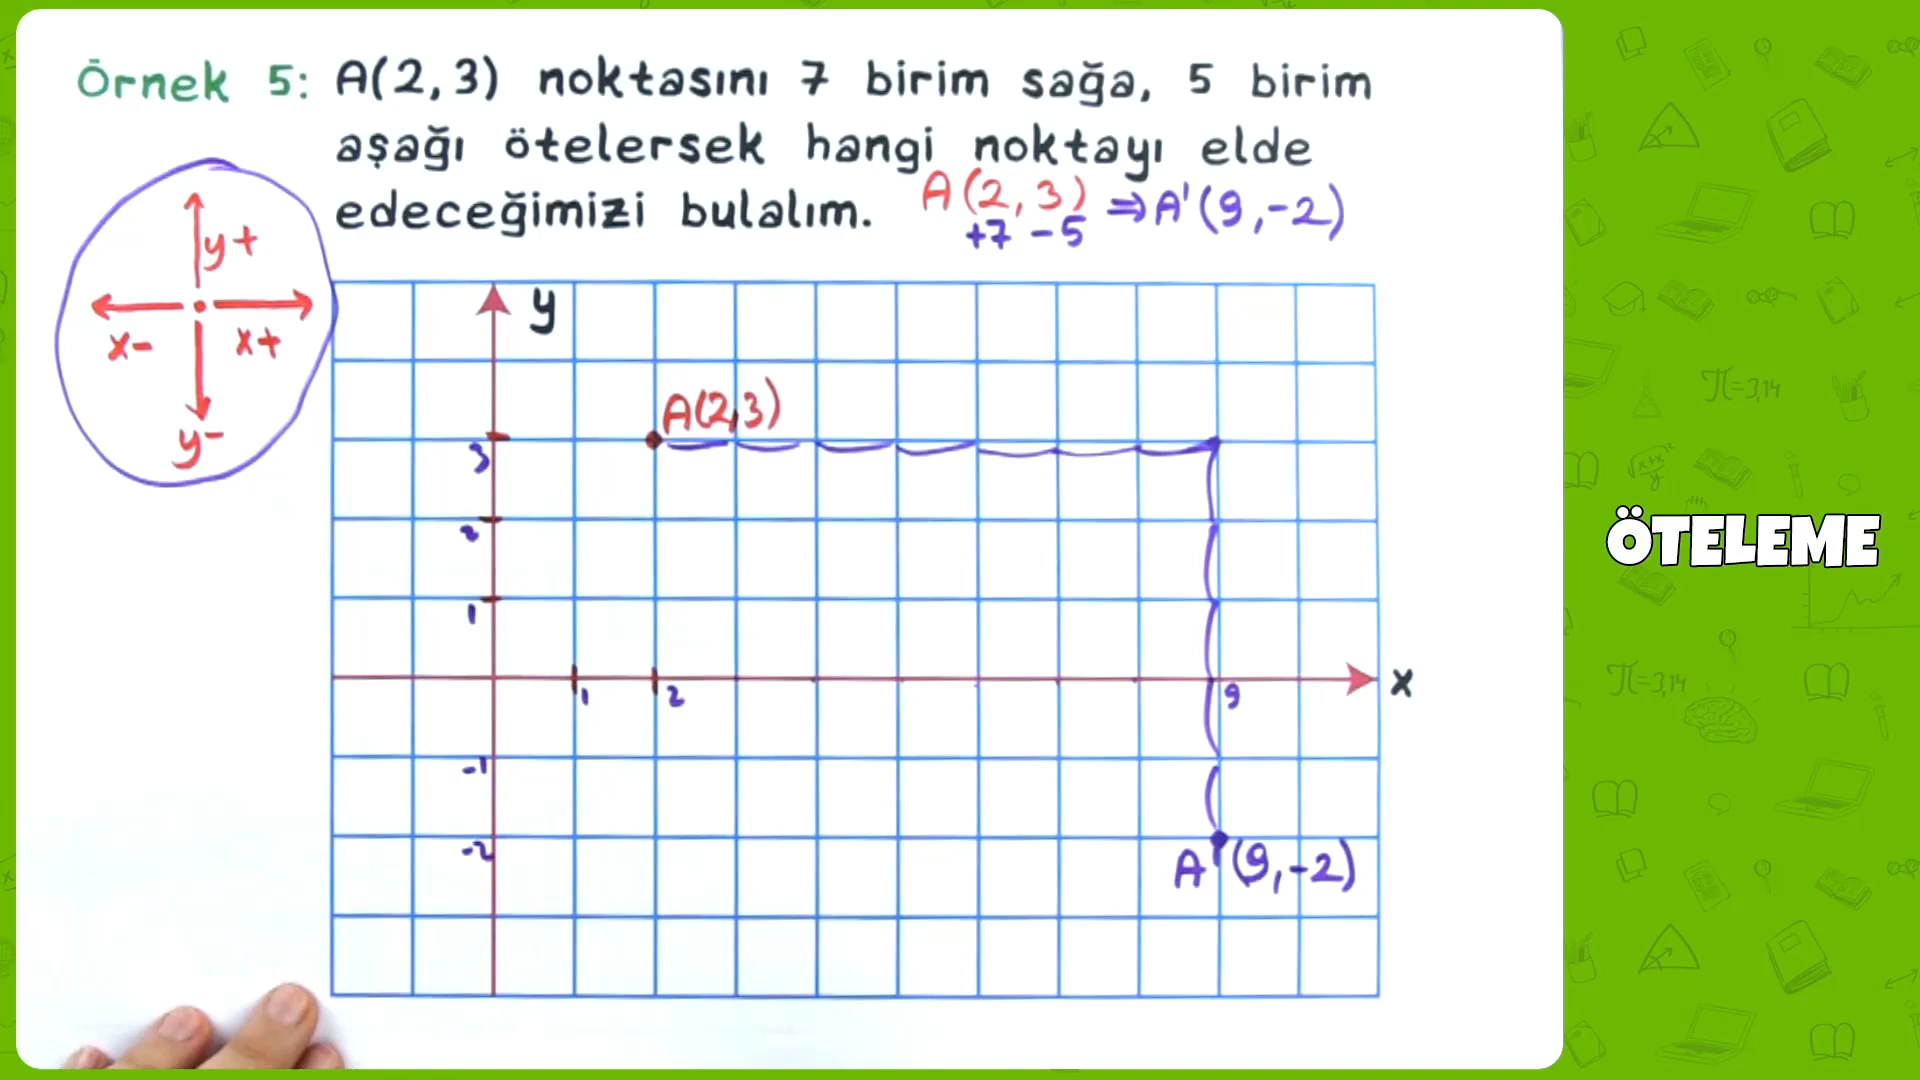 Örnek 5: A(2,3) noktasını 7 birim sağa, 5 birim
aşağı ötelersek hangi noktayı elde
edeceğimizi bulalım.
A(2,3) ⇒ A'(9,-2)
+7 -5
y+
x- x+
y-
y
A(2,3)
3
2
1
1 2 9
x
-1
-2
A'(9,-2)
ÖTELEME
π=3,14
π=3,14